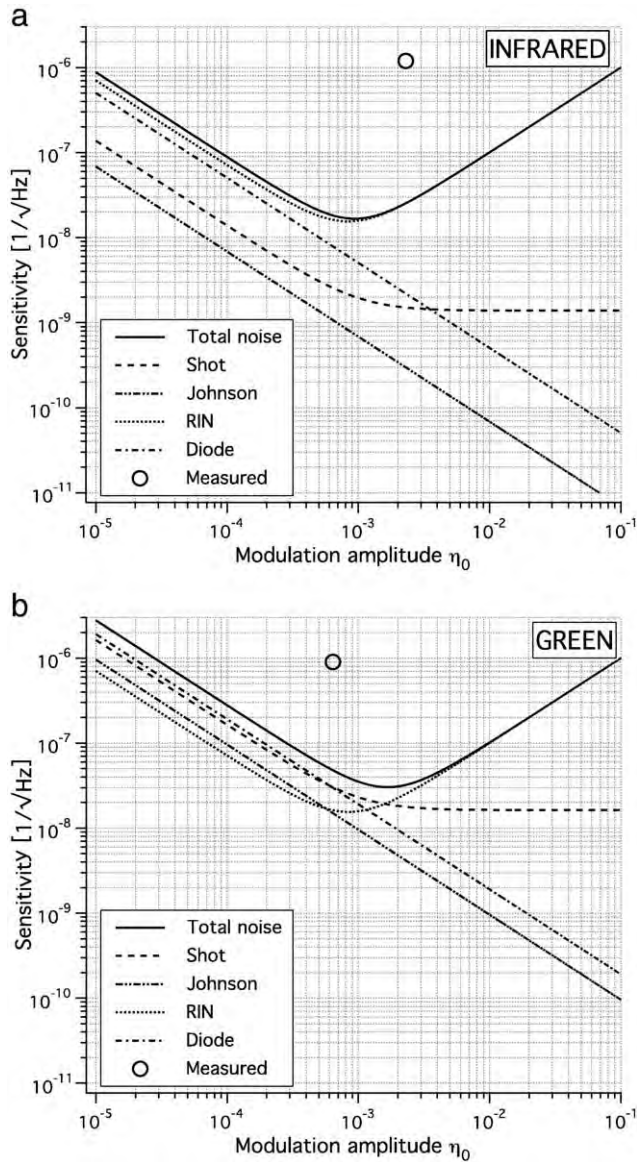 a
INFRARED
10⁻⁶
10⁻⁷
10⁻⁸
10⁻⁹
10⁻¹⁰
10⁻¹¹
Sensitivity [1/√Hz]
Total noise
Shot
Johnson
RIN
Diode
Measured
10⁻⁵ 10⁻⁴ 10⁻³ 10⁻² 10⁻¹
Modulation amplitude η₀
b
GREEN
10⁻⁶
10⁻⁷
10⁻⁸
10⁻⁹
10⁻¹⁰
10⁻¹¹
Sensitivity [1/√Hz]
Total noise
Shot
Johnson
RIN
Diode
Measured
10⁻⁵ 10⁻⁴ 10⁻³ 10⁻² 10⁻¹
Modulation amplitude η₀